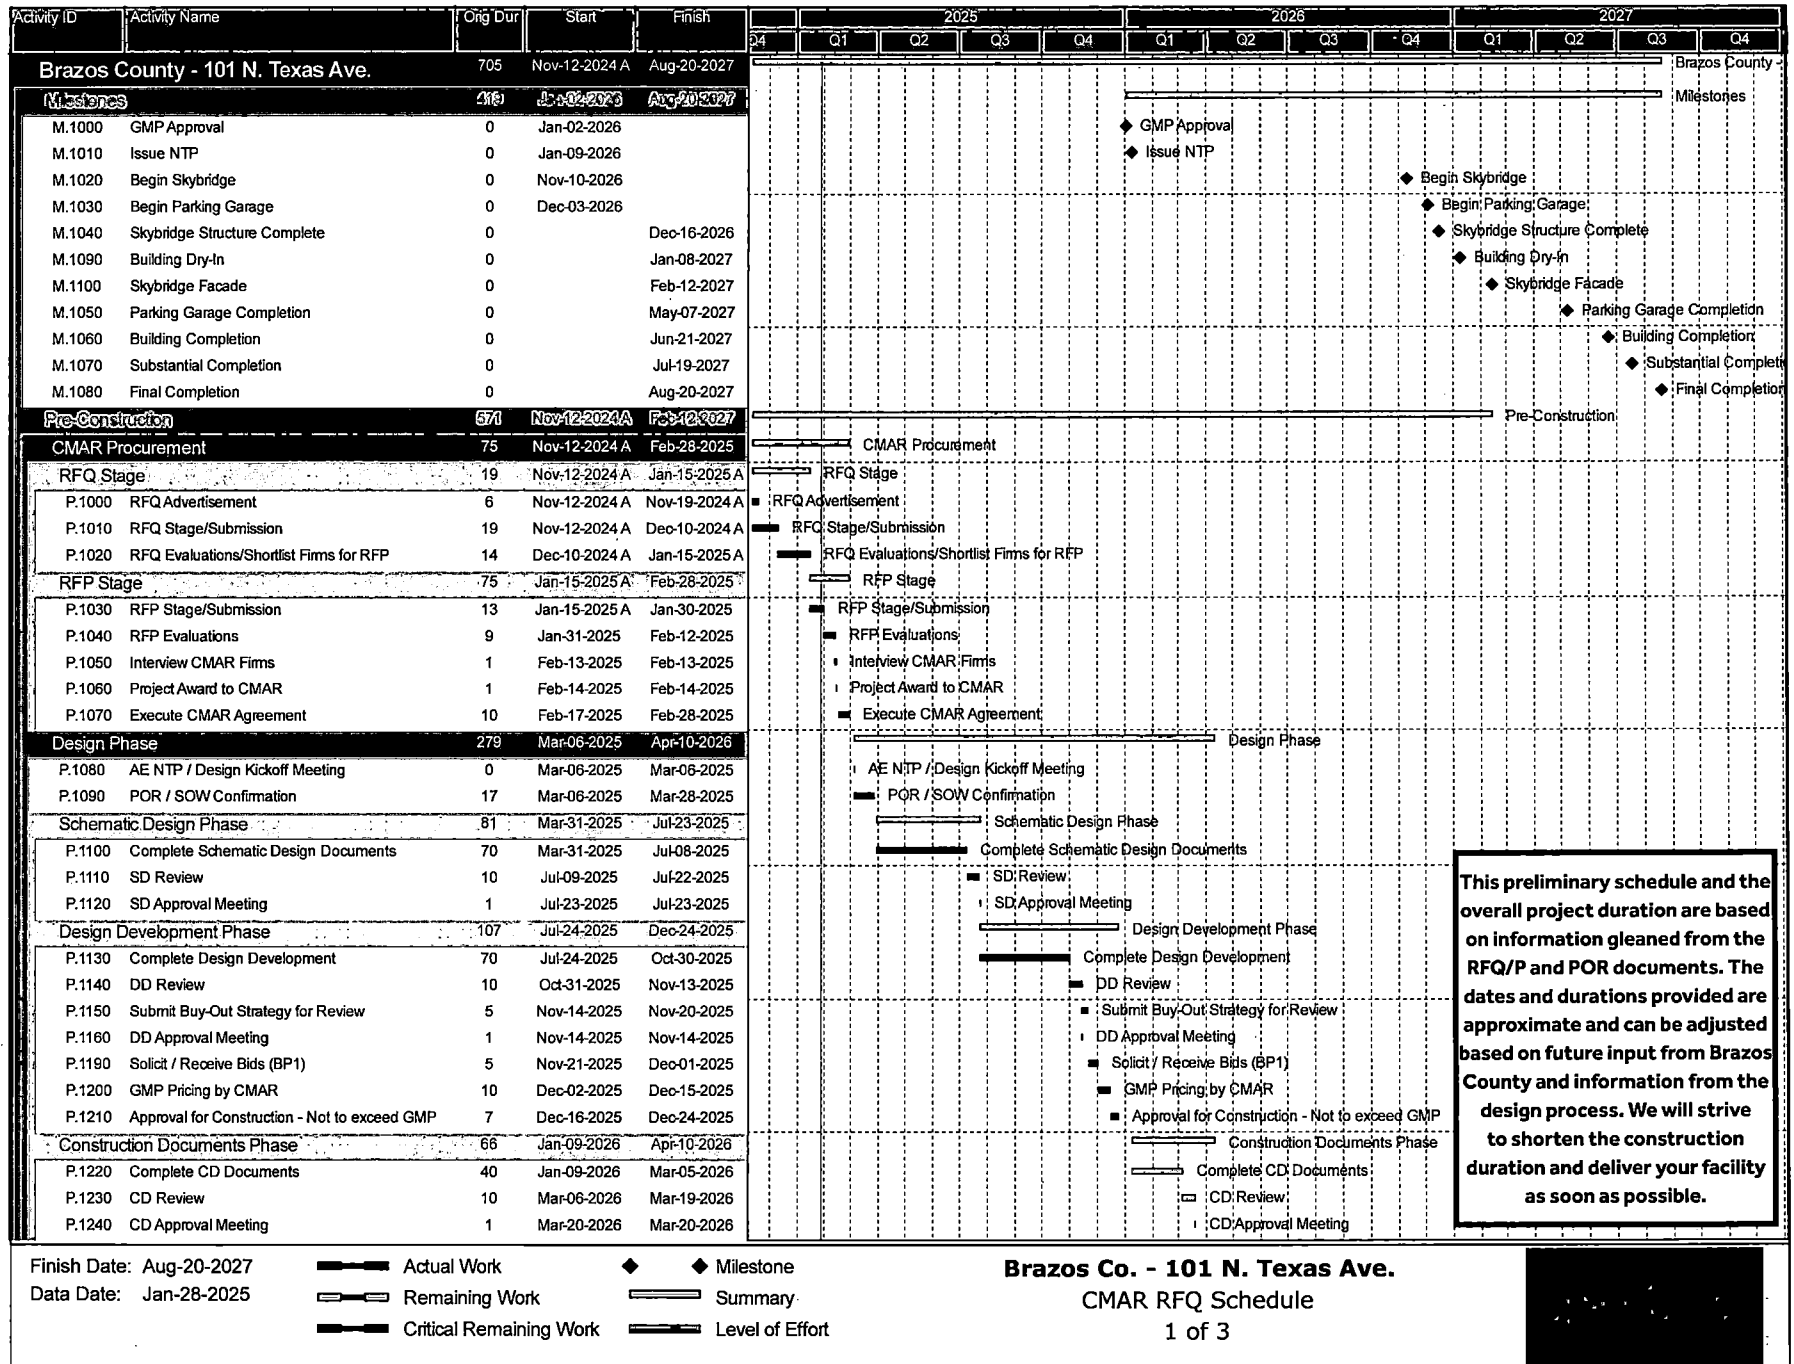 Activity ID Activity Name Orig Dur Start Finish 2025 2026 2027
Q4 Q1 Q2 Q3 Q4 Q1 Q2 Q3 Q4 Q1 Q2 Q3 Q4
Brazos County - 101 N. Texas Ave. 705 Nov-12-2024 A Aug-20-2027 Brazos County -
Milestones 419 Jan-02-2026 Aug-20-2027 Milestones
M.1000 GMP Approval 0 Jan-02-2026 GMP Approval
M.1010 Issue NTP 0 Jan-09-2026 Issue NTP
M.1020 Begin Skybridge 0 Nov-10-2026 Begin Skybridge
M.1030 Begin Parking Garage 0 Dec-03-2026 Begin Parking Garage
M.1040 Skybridge Structure Complete 0 Dec-16-2026 Skybridge Structure Complete
M.1090 Building Dry-In 0 Jan-08-2027 Building Dry-In
M.1100 Skybridge Facade 0 Feb-12-2027 Skybridge Facade
M.1050 Parking Garage Completion 0 May-07-2027 Parking Garage Completion
M.1060 Building Completion 0 Jun-21-2027 Building Completion
M.1070 Substantial Completion 0 Jul-19-2027 Substantial Completi
M.1080 Final Completion 0 Aug-20-2027 Final Completion
Pre-Construction 571 Nov-12-2024 A Feb-12-2027 Pre-Construction
CMAR Procurement 75 Nov-12-2024 A Feb-28-2025 CMAR Procurement
RFQ Stage 19 Nov-12-2024 A Jan-15-2025 A RFQ Stage
P.1000 RFQ Advertisement 6 Nov-12-2024 A Nov-19-2024 A RFQ Advertisement
P.1010 RFQ Stage/Submission 19 Nov-12-2024 A Dec-10-2024 A RFQ Stage/Submission
P.1020 RFQ Evaluations/Shortlist Firms for RFP 14 Dec-10-2024 A Jan-15-2025 A RFQ Evaluations/Shortlist Firms for RFP
RFP Stage 75 Jan-15-2025 A Feb-28-2025 RFP Stage
P.1030 RFP Stage/Submission 13 Jan-15-2025 A Jan-30-2025 RFP Stage/Submission
P.1040 RFP Evaluations 9 Jan-31-2025 Feb-12-2025 RFP Evaluations
P.1050 Interview CMAR Firms 1 Feb-13-2025 Feb-13-2025 Interview CMAR Firms
P.1060 Project Award to CMAR 1 Feb-14-2025 Feb-14-2025 Project Award to CMAR
P.1070 Execute CMAR Agreement 10 Feb-17-2025 Feb-28-2025 Execute CMAR Agreement
Design Phase 279 Mar-06-2025 Apr-10-2026 Design Phase
P.1080 AE NTP / Design Kickoff Meeting 0 Mar-06-2025 Mar-06-2025 AE NTP / Design Kickoff Meeting
P.1090 POR / SOW Confirmation 17 Mar-06-2025 Mar-28-2025 POR / SOW Confirmation
Schematic Design Phase 81 Mar-31-2025 Jul-23-2025 Schematic Design Phase
P.1100 Complete Schematic Design Documents 70 Mar-31-2025 Jul-08-2025 Complete Schematic Design Documents
P.1110 SD Review 10 Jul-09-2025 Jul-22-2025 SD Review
P.1120 SD Approval Meeting 1 Jul-23-2025 Jul-23-2025 SD Approval Meeting
Design Development Phase 107 Jul-24-2025 Dec-24-2025 Design Development Phase
P.1130 Complete Design Development 70 Jul-24-2025 Oct-30-2025 Complete Design Development
P.1140 DD Review 10 Oct-31-2025 Nov-13-2025 DD Review
P.1150 Submit Buy-Out Strategy for Review 5 Nov-14-2025 Nov-20-2025 Submit Buy-Out Strategy for Review
P.1160 DD Approval Meeting 1 Nov-14-2025 Nov-14-2025 DD Approval Meeting
P.1190 Solicit / Receive Bids (BP1) 5 Nov-21-2025 Dec-01-2025 Solicit / Receive Bids (BP1)
P.1200 GMP Pricing by CMAR 10 Dec-02-2025 Dec-15-2025 GMP Pricing by CMAR
P.1210 Approval for Construction - Not to exceed GMP 7 Dec-16-2025 Dec-24-2025 Approval for Construction - Not to exceed GMP
Construction Documents Phase 66 Jan-09-2026 Apr-10-2026 Construction Documents Phase
P.1220 Complete CD Documents 40 Jan-09-2026 Mar-05-2026 Complete CD Documents
P.1230 CD Review 10 Mar-06-2026 Mar-19-2026 CD Review
P.1240 CD Approval Meeting 1 Mar-20-2026 Mar-20-2026 CD Approval Meeting
This preliminary schedule and the
overall project duration are based
on information gleaned from the
RFQ/P and POR documents. The
dates and durations provided are
approximate and can be adjusted
based on future input from Brazos
County and information from the
design process. We will strive
to shorten the construction
duration and deliver your facility
as soon as possible.
Finish Date: Aug-20-2027 Actual Work Milestone
Data Date: Jan-28-2025 Remaining Work Summary
Critical Remaining Work Level of Effort
Brazos Co. - 101 N. Texas Ave.
CMAR RFQ Schedule
1 of 3